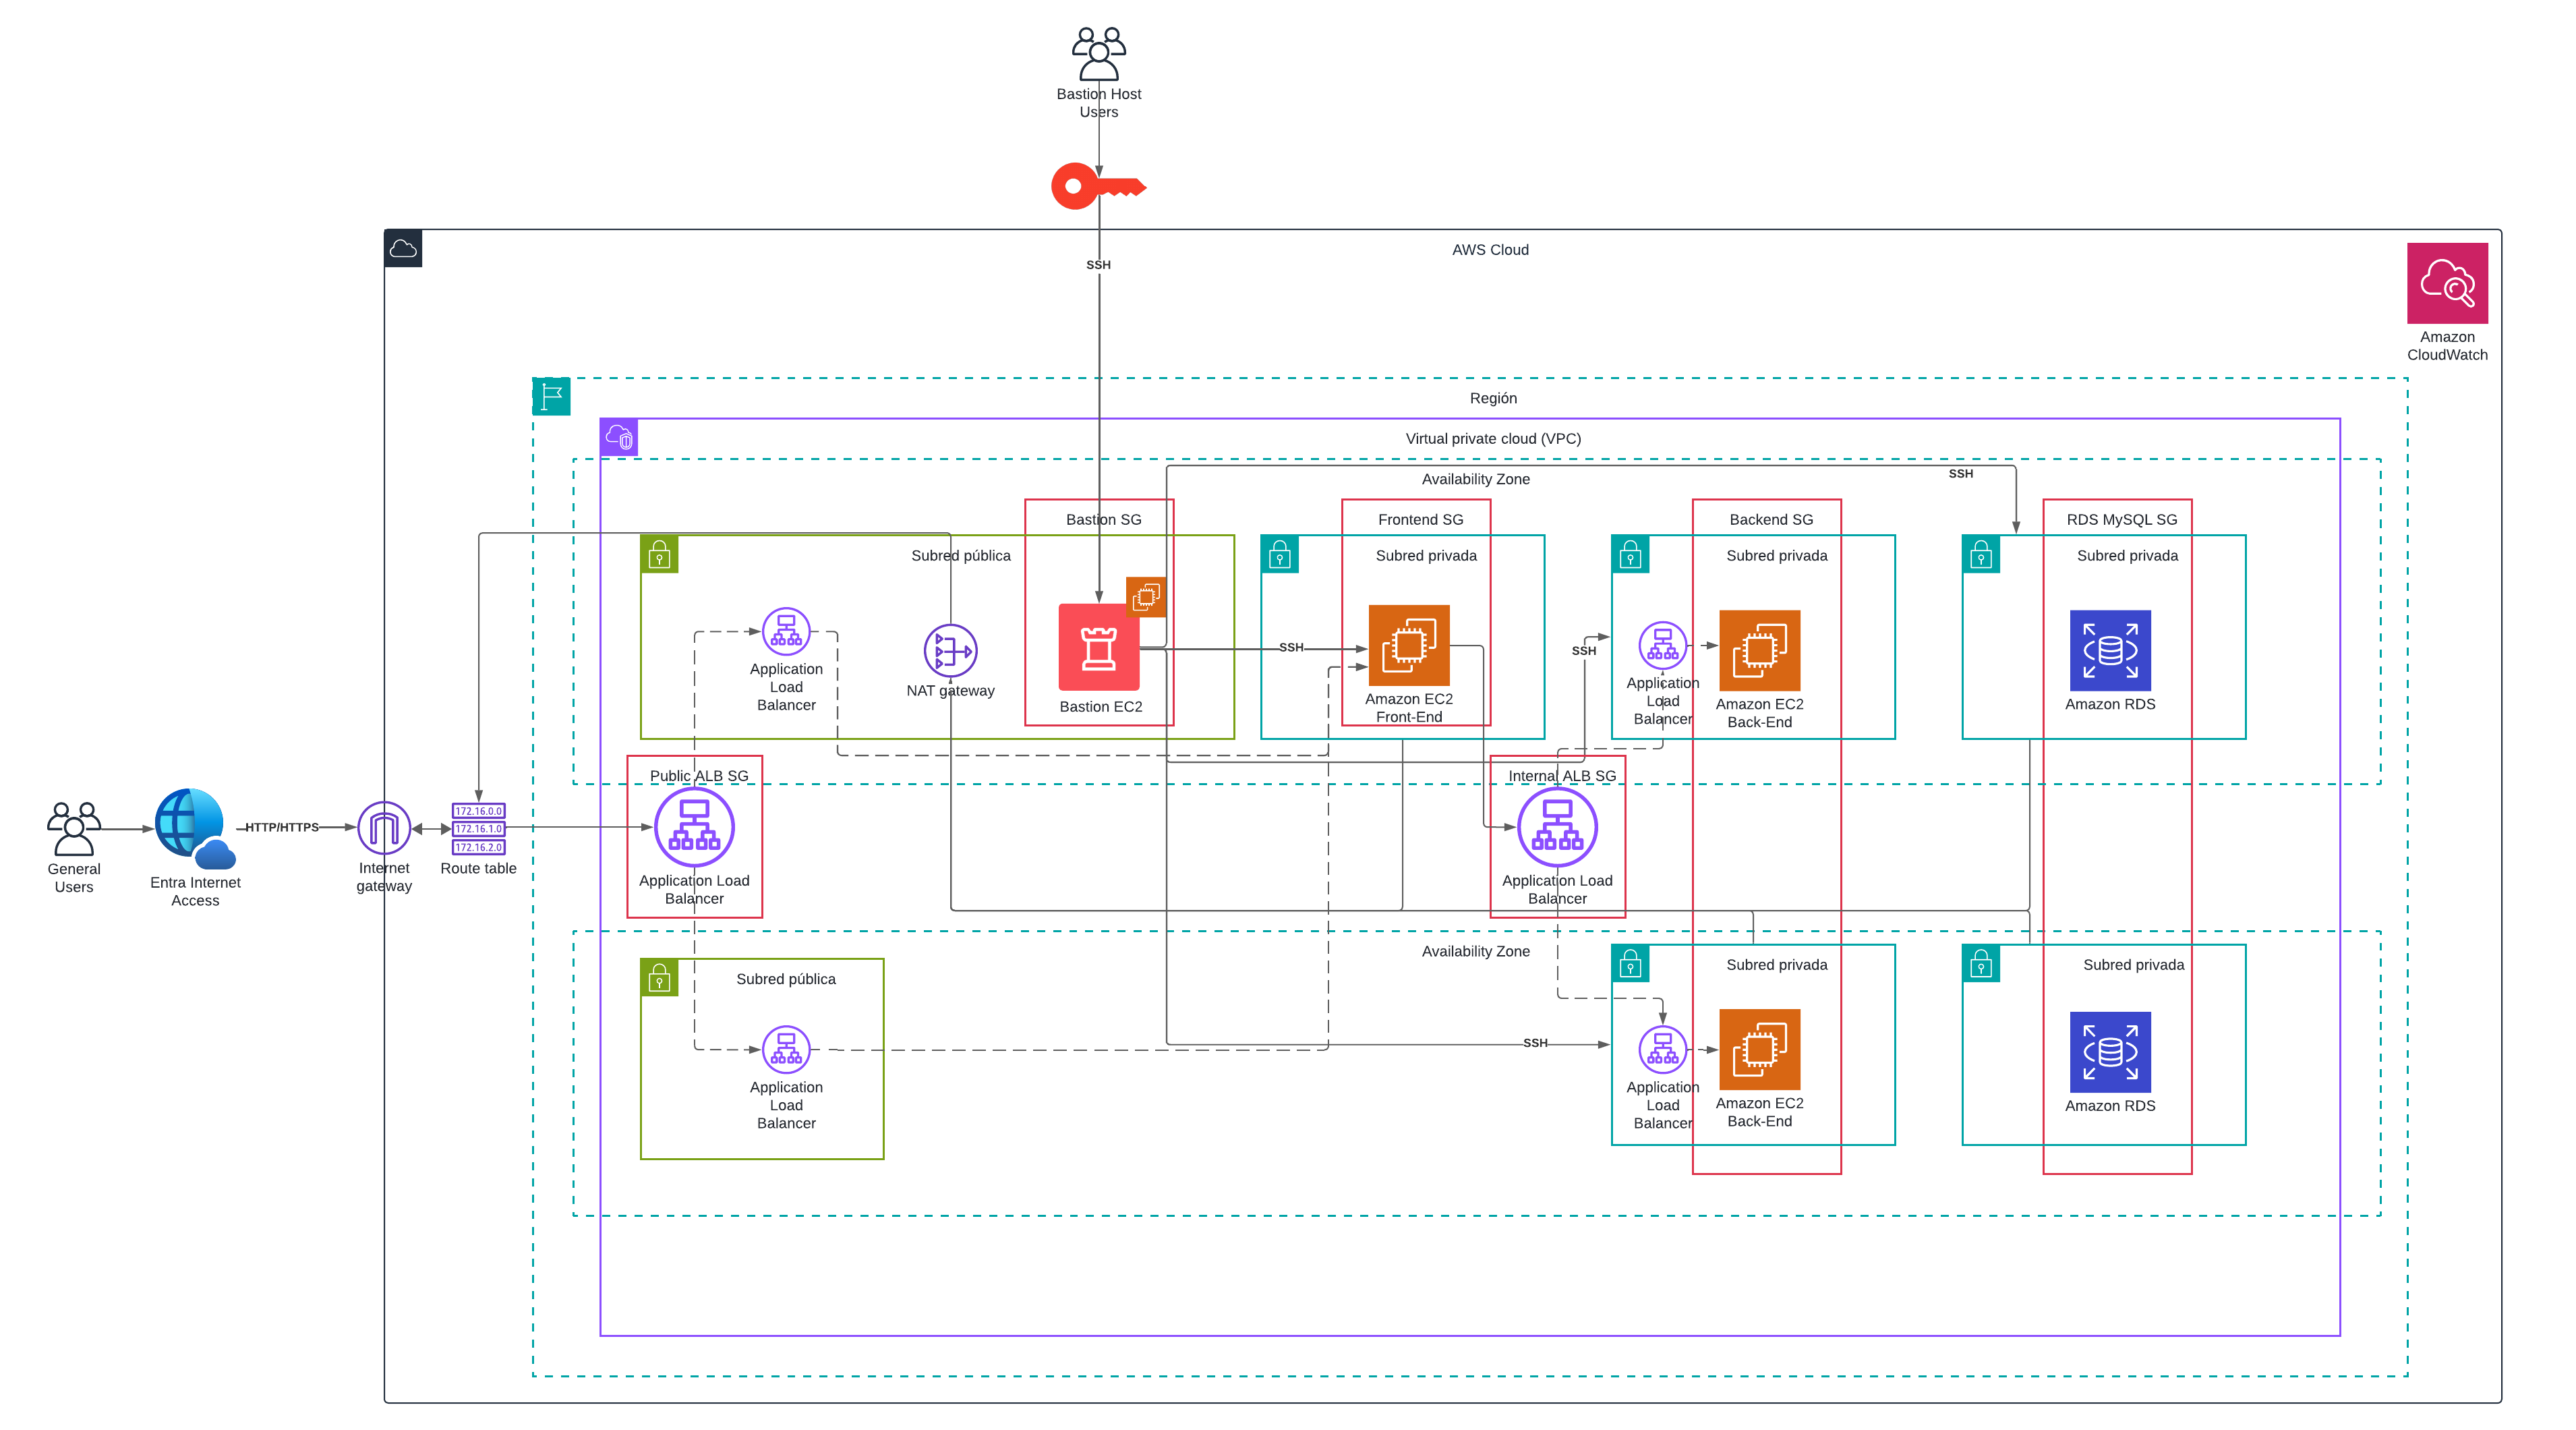 Bastion Host
Users
SSH
AWS Cloud
Amazon
CloudWatch
Región
Virtual private cloud (VPC)
Availability Zone
SSH
Bastion SG
Frontend SG
Backend SG
RDS MySQL SG
Subred pública
Subred privada
Subred privada
Subred privada
Application
Load
Balancer
NAT gateway
Bastion EC2
SSH
Amazon EC2
Front-End
SSH
Application
Load
Balancer
Amazon EC2
Back-End
Amazon RDS
Public ALB SG
Internal ALB SG
General
Users
Entra Internet
Access
HTTP/HTTPS
Internet
gateway
172.16.0.0
172.16.1.0
172.16.2.0
Route table
Application Load
Balancer
Application Load
Balancer
Availability Zone
Subred pública
Subred privada
Subred privada
Application
Load
Balancer
SSH
Application
Load
Balancer
Amazon EC2
Back-End
Amazon RDS